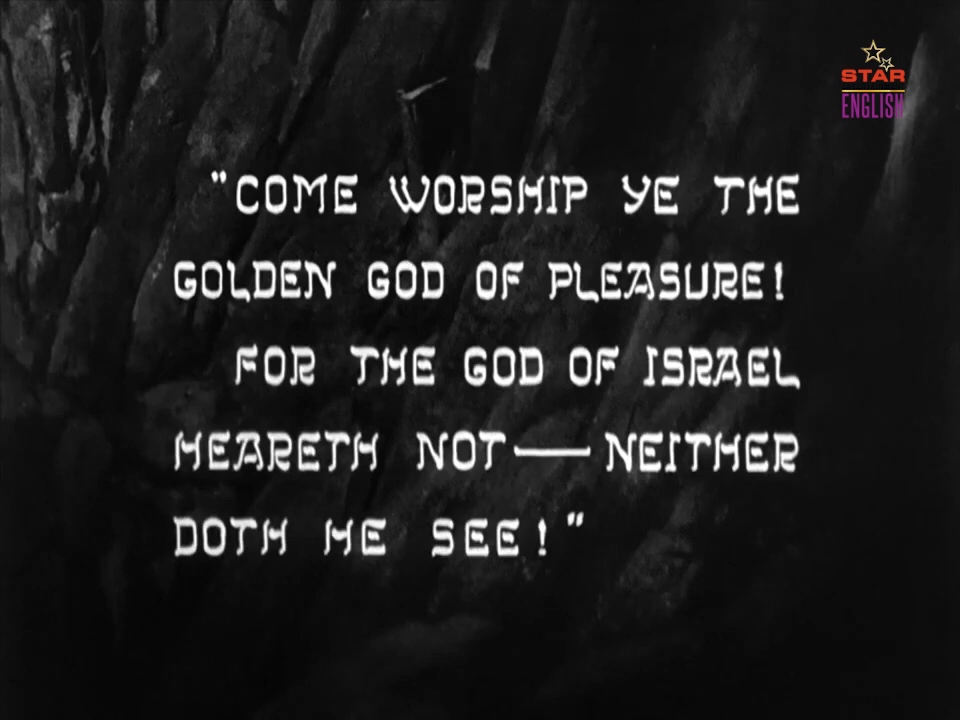 STAR
ENGLISH
"COME WORSHIP YE THE
GOLDEN GOD OF PLEASURE!
FOR THE GOD OF ISRAEL
HEARETH NOT—NEITHER
DOTH HE SEE!"